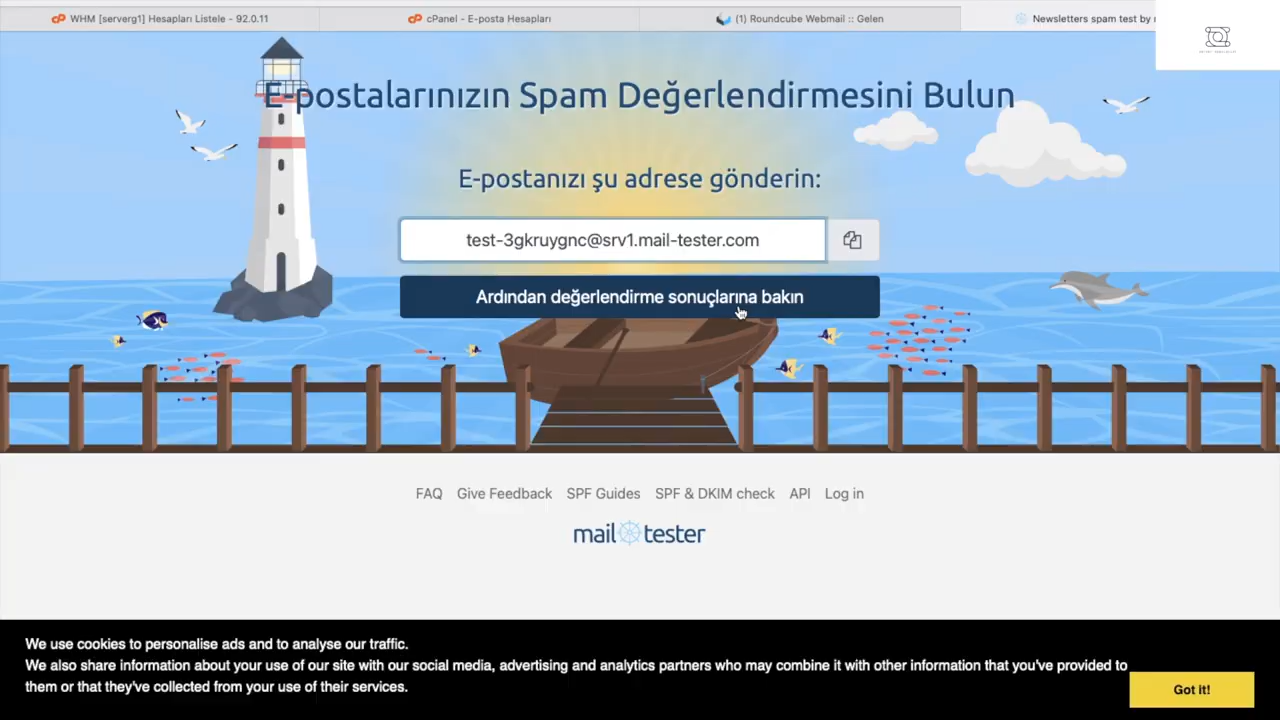 WHM [serverg1] Hesapları Listele - 92.0.11
cPanel - E-posta Hesapları
(1) Roundcube Webmail :: Gelen
Newsletters spam test by
E-postalarınızın Spam Değerlendirmesini Bulun
E-postanızı şu adrese gönderin:
test-3gkruygnc@srv1.mail-tester.com
Ardından değerlendirme sonuçlarına bakın
FAQ Give Feedback SPF Guides SPF & DKIM check API Log in
mail tester
We use cookies to personalise ads and to analyse our traffic.
We also share information about your use of our site with our social media, advertising and analytics partners who may combine it with other information that you've provided to
them or that they've collected from your use of their services.
Got it!